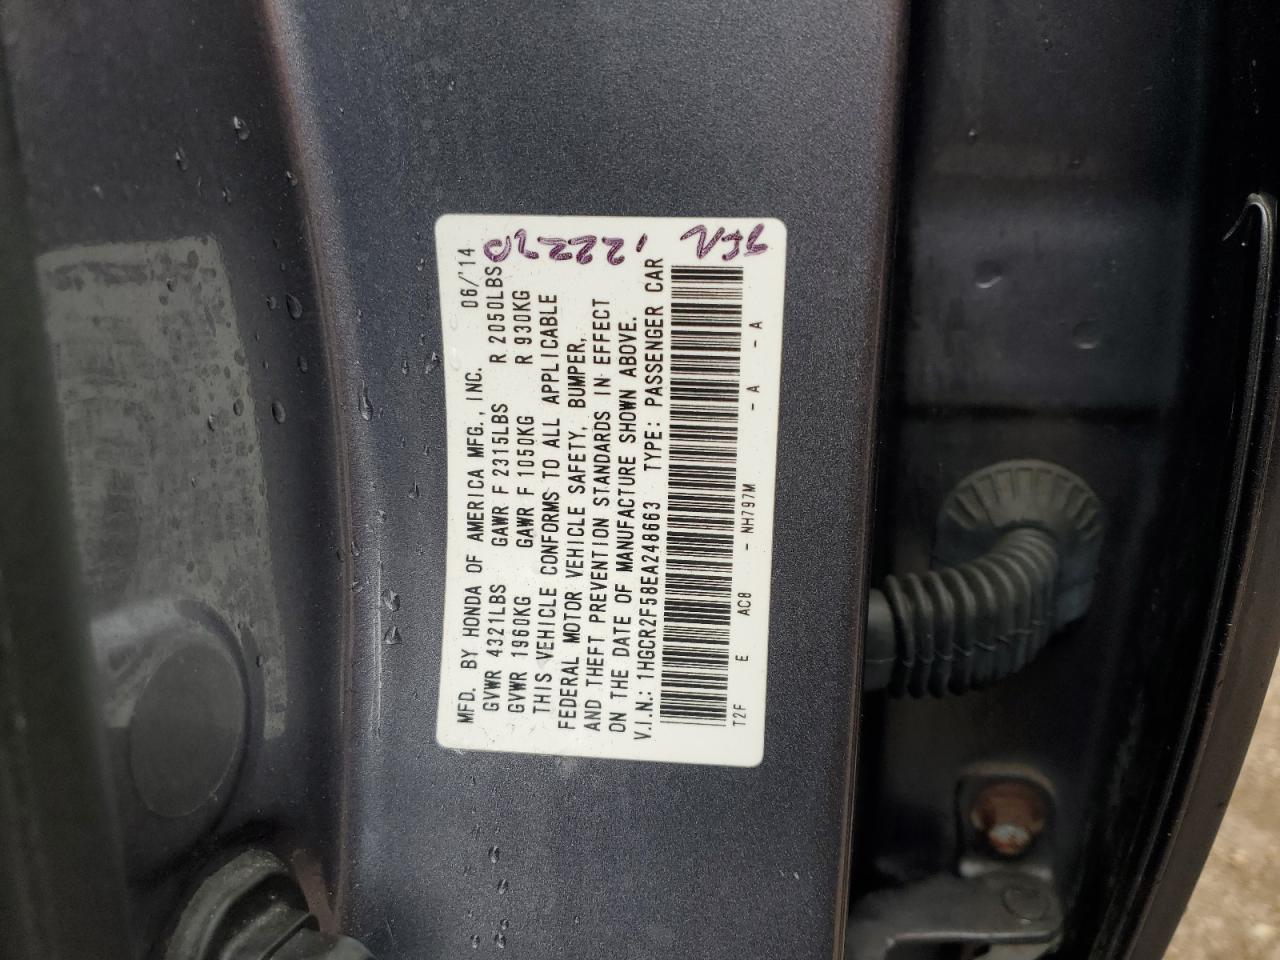 MFD. BY HONDA OF AMERICA MFG., INC. 06/'14
GVWR 4321LBS GAWR F 2315LBS R 2050LBS
GVWR 1960KG GAWR F 1050KG R 930KG
THIS VEHICLE CONFORMS TO ALL APPLICABLE
FEDERAL MOTOR VEHICLE SAFETY, BUMPER,
AND THEFT PREVENTION STANDARDS IN EFFECT
ON THE DATE OF MANUFACTURE SHOWN ABOVE.
V.I.N.: 1HGCR2F58EA248663 TYPE: PASSENGER CAR
T2F E AC8 - NH797M - A - A